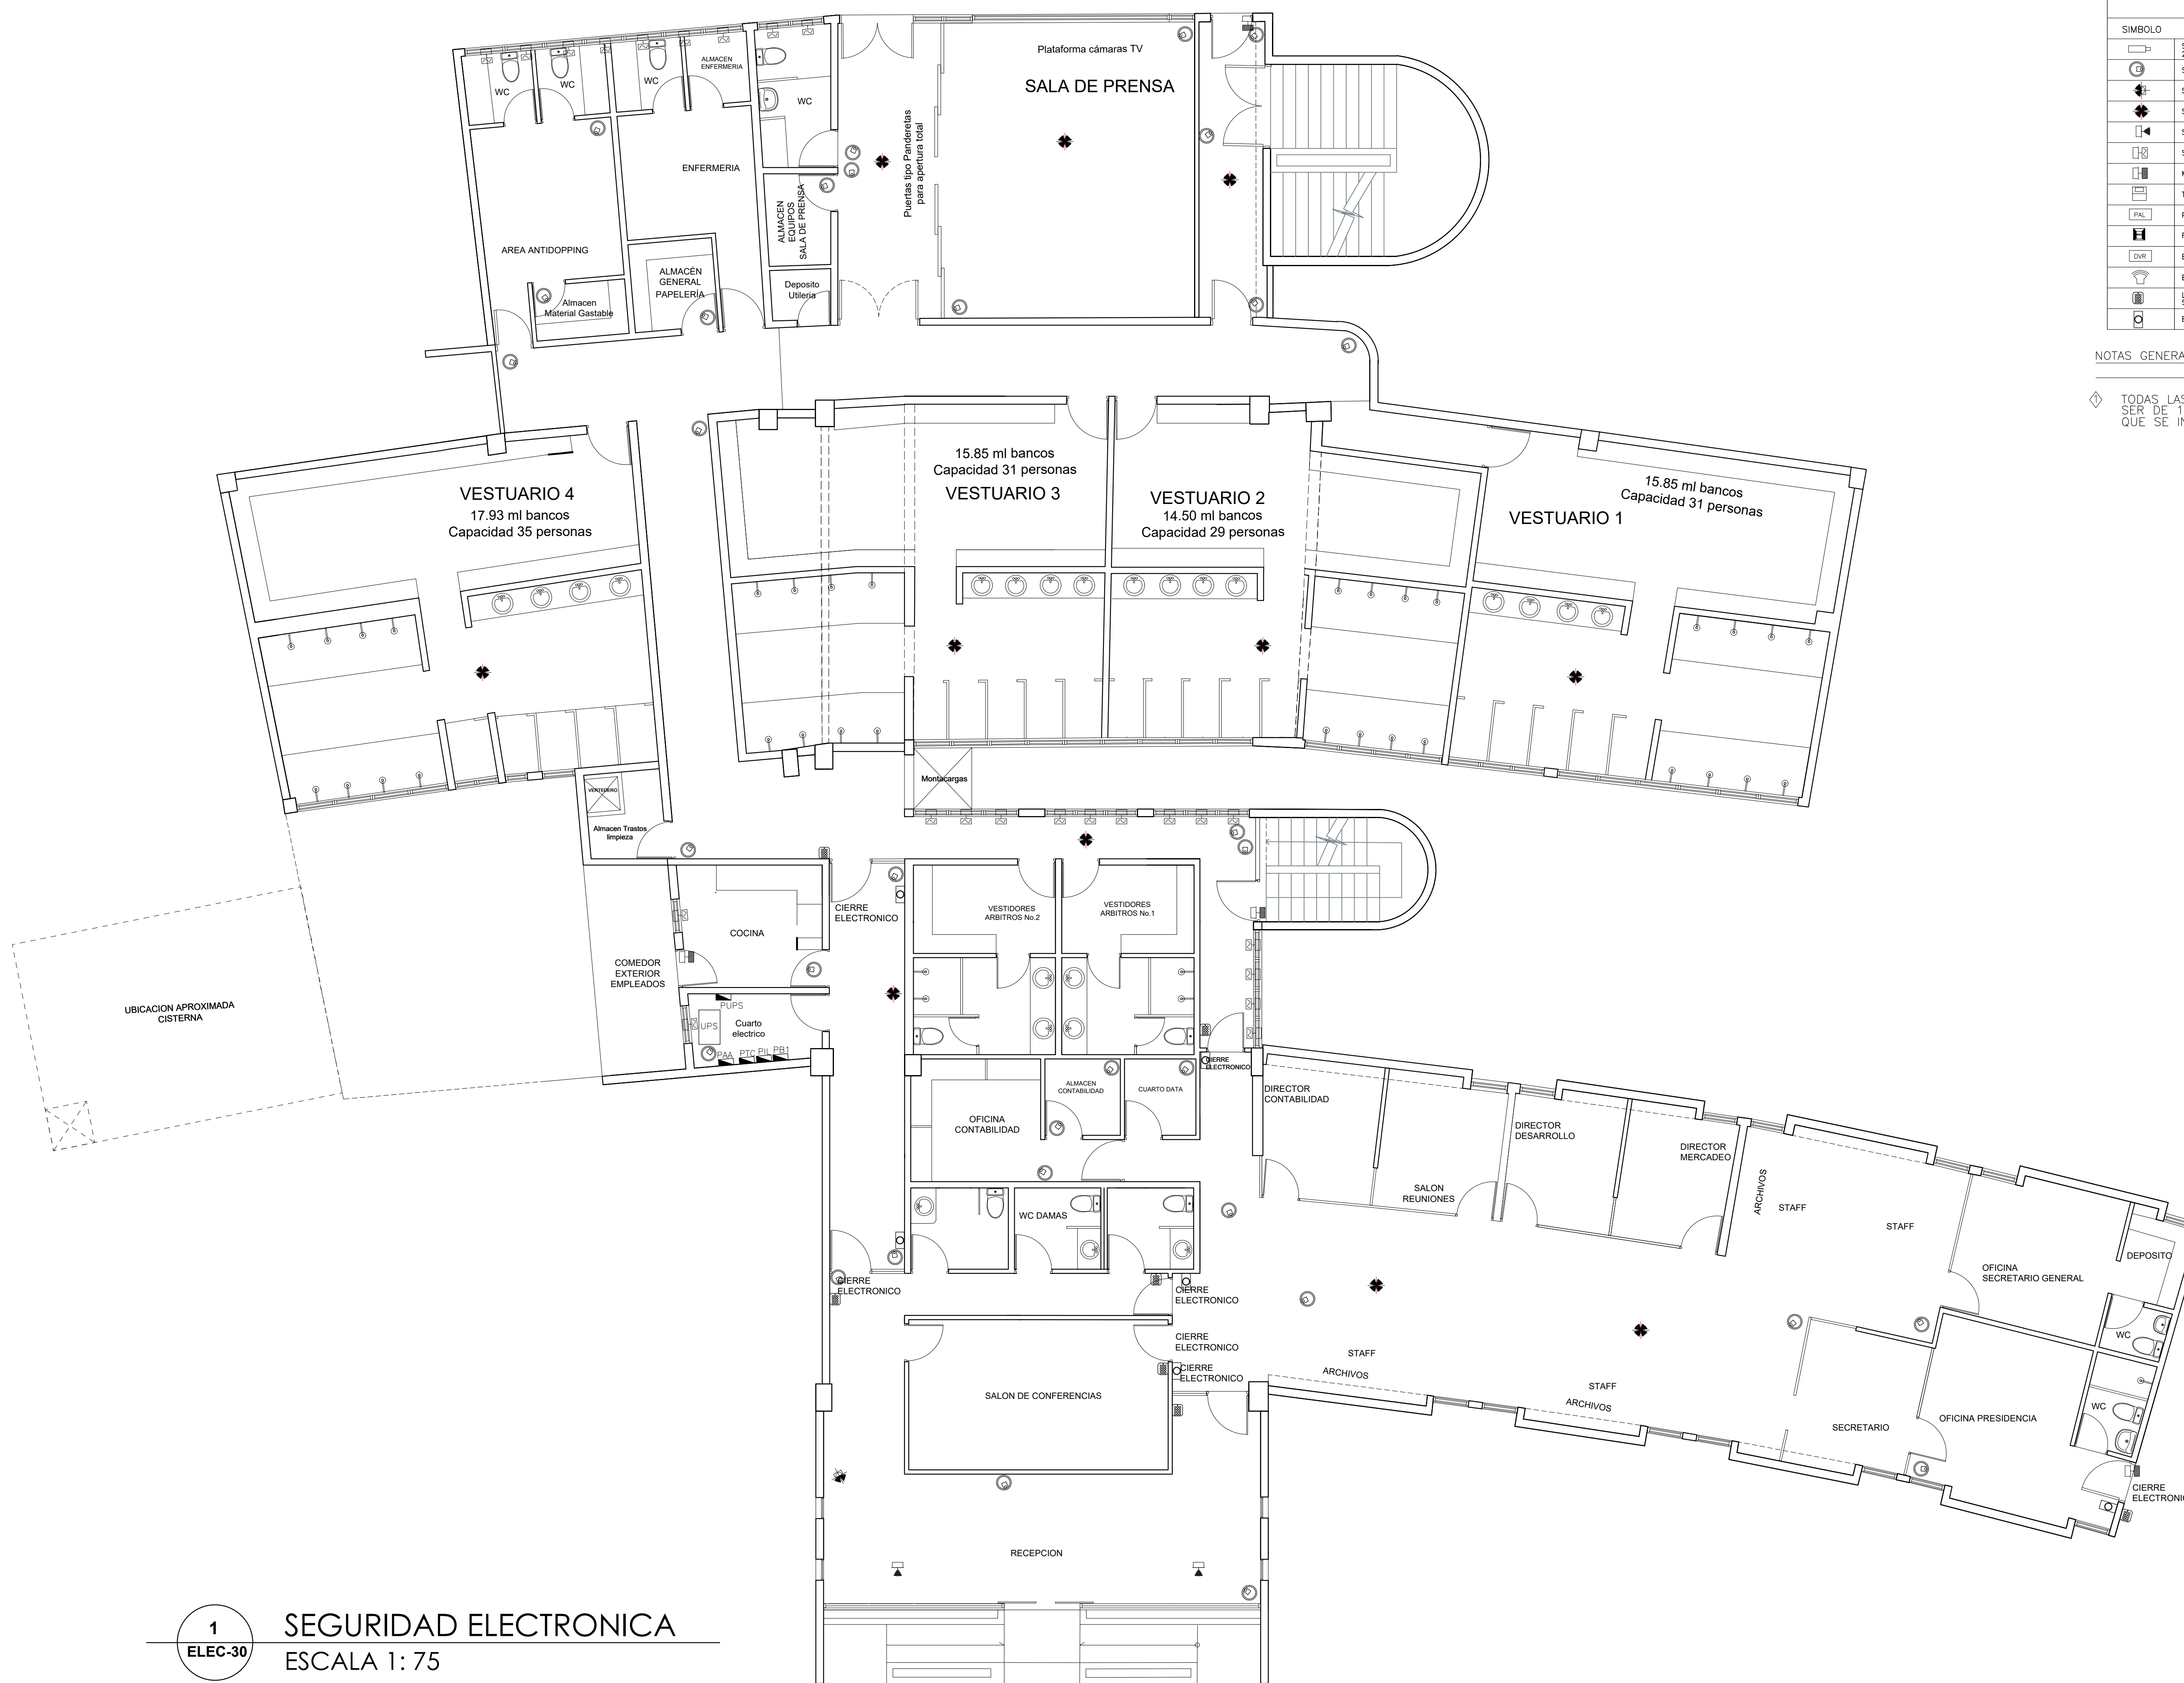 Plataforma cámaras TV
SALA DE PRENSA
Puertas tipo Panderetas
para apertura total
WC
WC
WC
ALMACEN
ENFERMERIA
WC
ENFERMERIA
AREA ANTIDOPPING
ALMACEN
EQUIPOS
SALA DE PRENSA
ALMACÉN
GENERAL
PAPELERÍA
Deposito
Utileria
Almacen
Material Gastable
SIMBOLO
PAL
DVR
NOTAS GENERA
1
TODAS LAS
SER DE 1
QUE SE IN
VESTUARIO 4
17.93 ml bancos
Capacidad 35 personas
15.85 ml bancos
Capacidad 31 personas
VESTUARIO 3
VESTUARIO 2
14.50 ml bancos
Capacidad 29 personas
15.85 ml bancos
Capacidad 31 personas
VESTUARIO 1
Montacargas
VERTEDERO
Almacen Trastos
limpieza
CIERRE
ELECTRONICO
COCINA
COMEDOR
EXTERIOR
EMPLEADOS
VESTIDORES
ARBITROS No.2
VESTIDORES
ARBITROS No.1
UBICACION APROXIMADA
CISTERNA
PUPS
UPS
Cuarto
electrico
PAA
PTC
PIL
PB1
CIERRE
ELECTRONICO
ALMACEN
CONTABILIDAD
CUARTO DATA
OFICINA
CONTABILIDAD
DIRECTOR
CONTABILIDAD
SALON
REUNIONES
DIRECTOR
DESARROLLO
DIRECTOR
MERCADEO
ARCHIVOS
STAFF
STAFF
WC DAMAS
DEPOSITO
OFICINA
SECRETARIO GENERAL
CIERRE
ELECTRONICO
CIERRE
ELECTRONICO
CIERRE
ELECTRONICO
CIERRE
ELECTRONICO
WC
STAFF
ARCHIVOS
STAFF
ARCHIVOS
SALON DE CONFERENCIAS
SECRETARIO
OFICINA PRESIDENCIA
WC
CIERRE
ELECTRONI
RECEPCION
1
ELEC-30
SEGURIDAD ELECTRONICA
ESCALA 1: 75